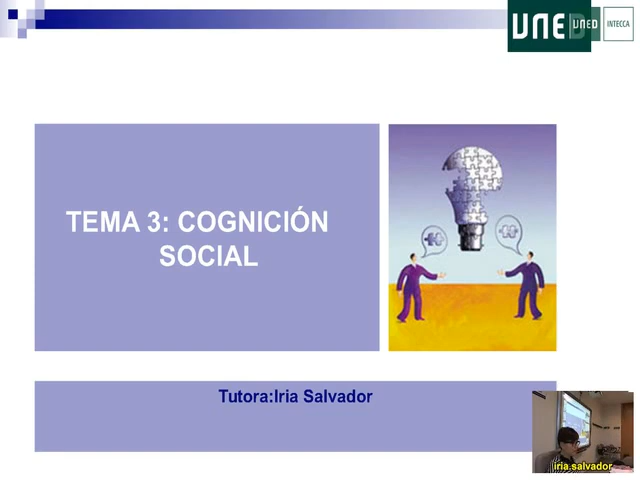 UNED
UNED
INTECCA
TEMA 3: COGNICIÓN
SOCIAL
Tutora:Iria Salvador
iria.salvador